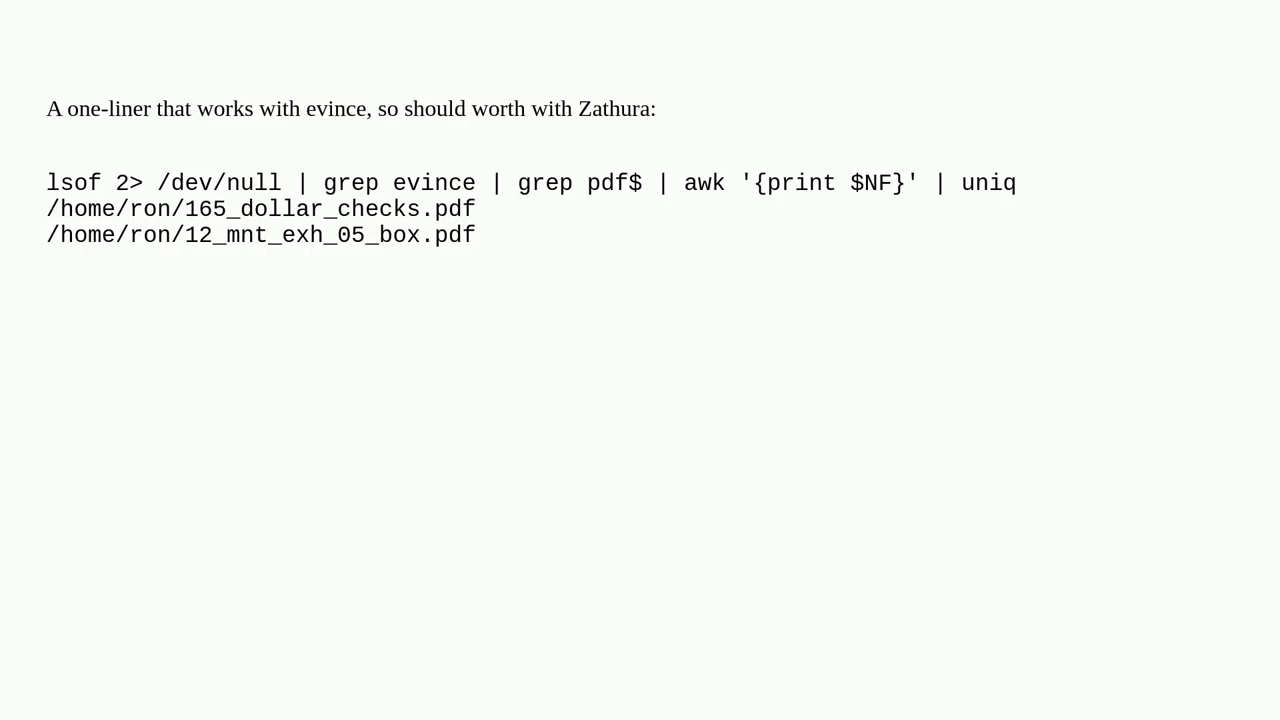 A one-liner that works with evince, so should worth with Zathura:
lsof 2> /dev/null | grep evince | grep pdf$ | awk '{print $NF}' | uniq
/home/ron/165_dollar_checks.pdf
/home/ron/12_mnt_exh_05_box.pdf